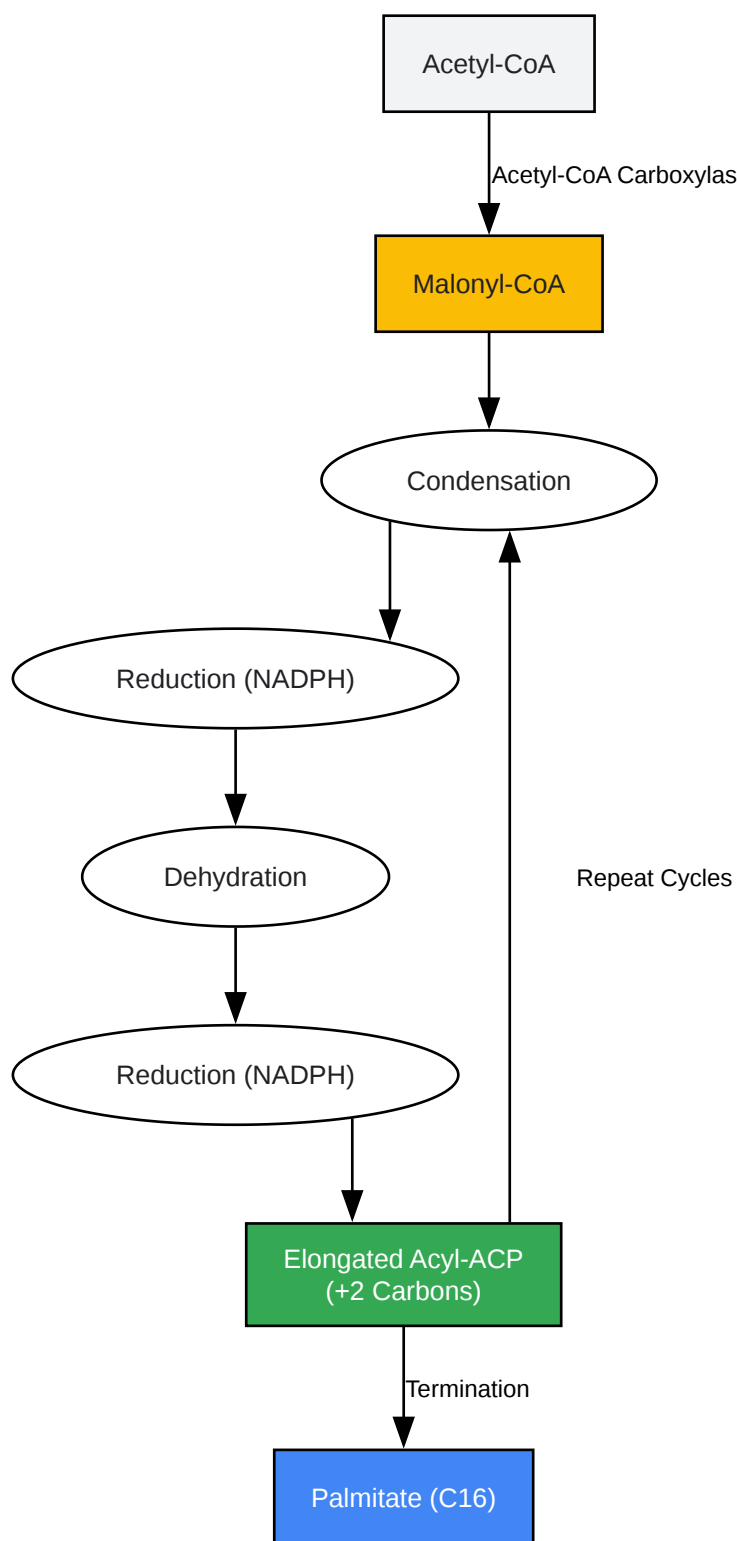 Acetyl-CoA
Acetyl-CoA Carboxylas
Malonyl-CoA
Condensation
Reduction (NADPH)
Dehydration
Repeat Cycles
Reduction (NADPH)
Elongated Acyl-ACP
(+2 Carbons)
Termination
Palmitate (C16)